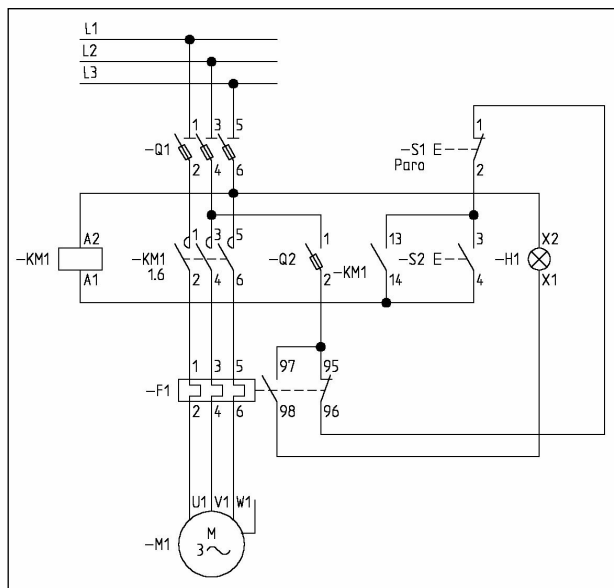 L1
L2
L3
1 3 5
-Q1
2 4 6
1
-S1 E
Paro
2
A2
-KM1
A1
1 3 5
-KM1
1.6
2 4 6
1
-Q2
2
-KM1
13
14
3
-S2 E
4
X2
-H1
X1
1 3 5
-F1
2 4 6
97 95
98 96
U1 V1 W1
-M1
M
3